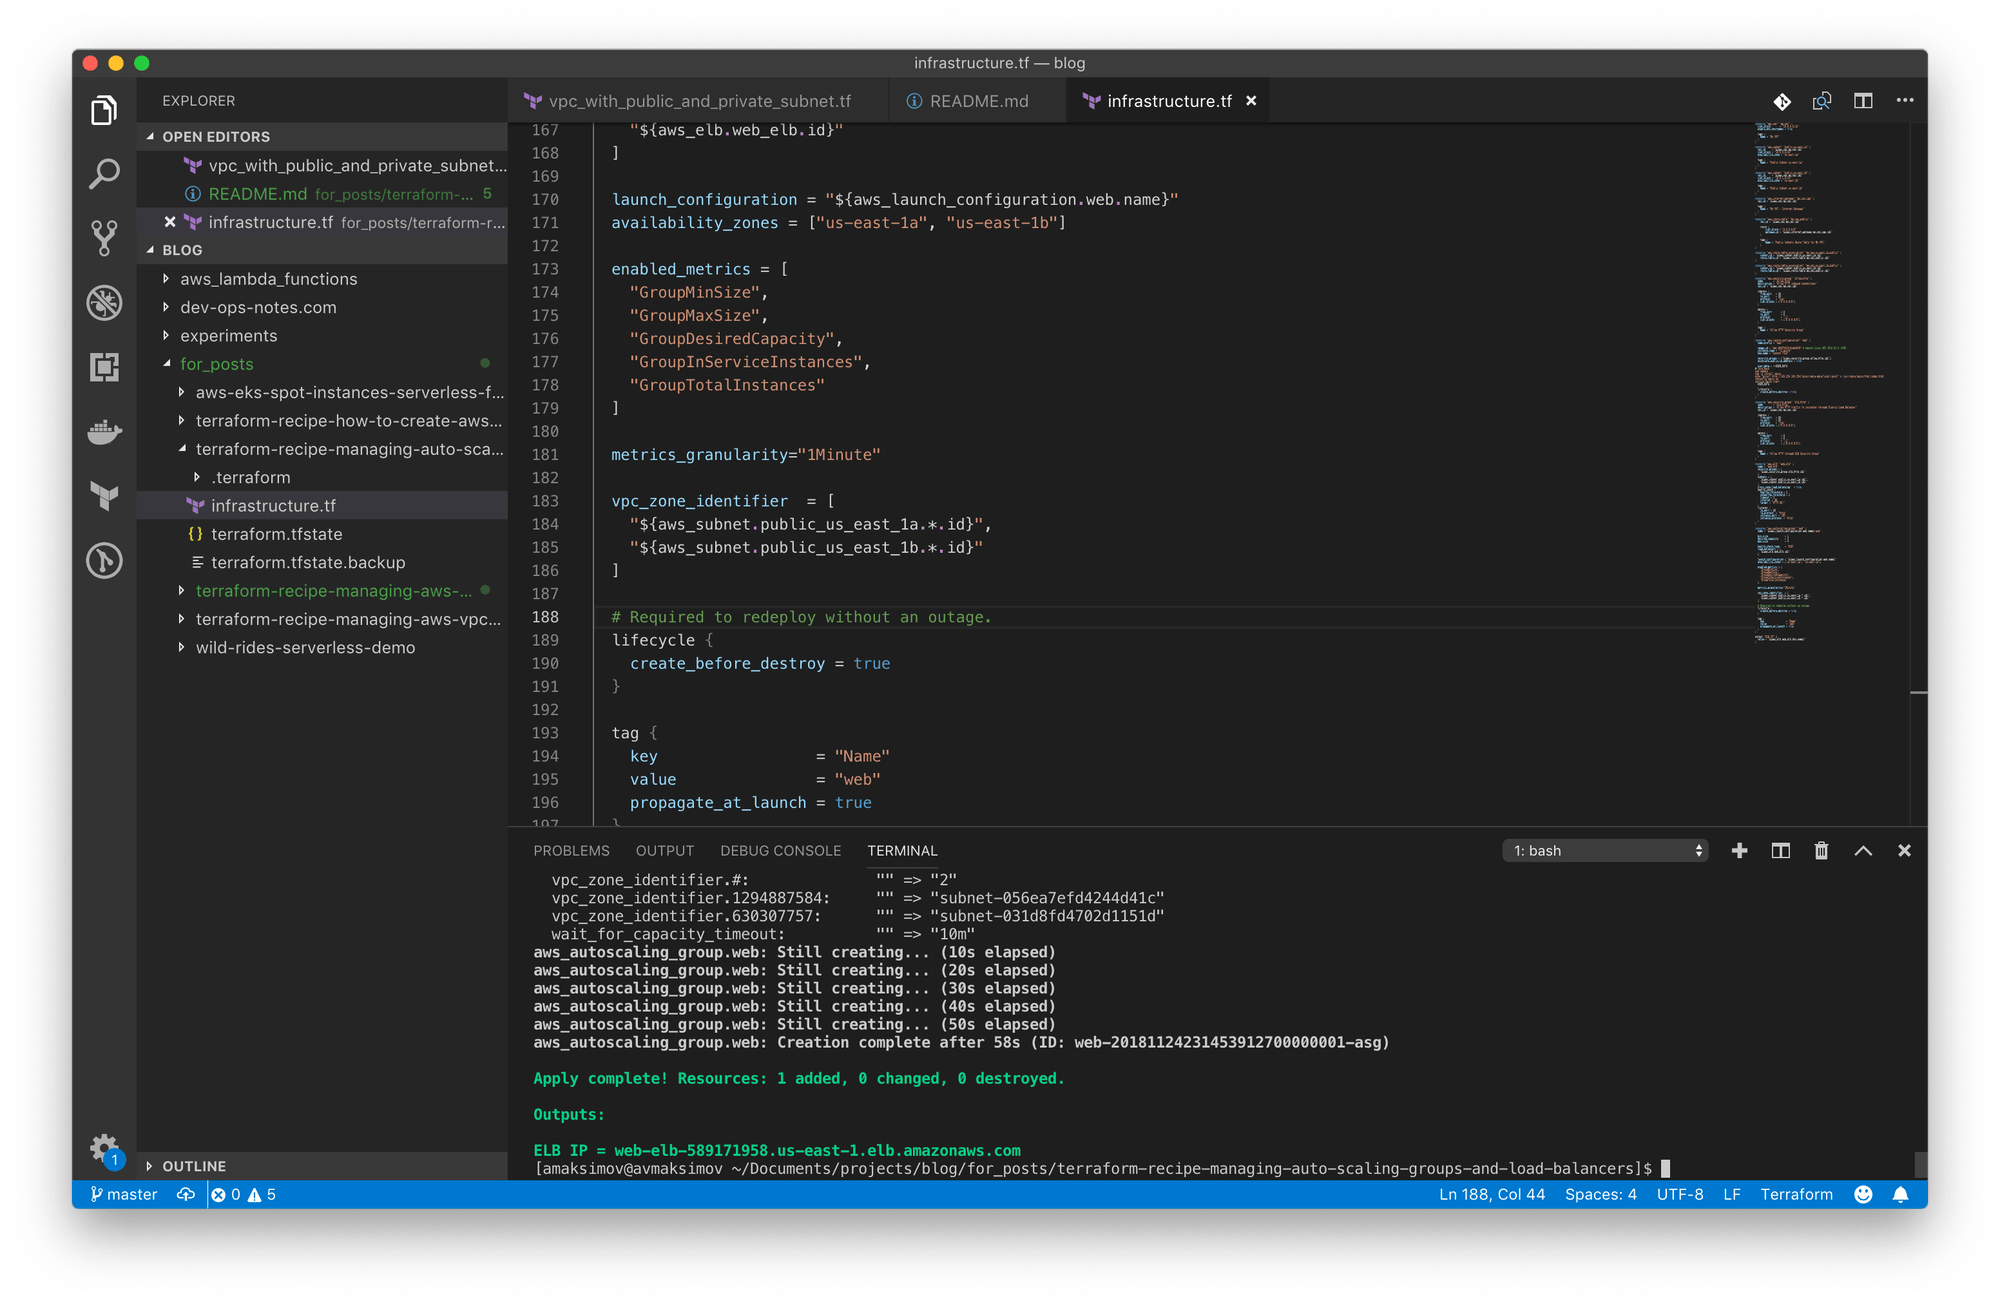 infrastructure.tf — blog
EXPLORER
OPEN EDITORS
vpc_with_public_and_private_subnet...
README.md for_posts/terraform-... 5
infrastructure.tf for_posts/terraform-r...
BLOG
aws_lambda_functions
dev-ops-notes.com
experiments
for_posts
aws-eks-spot-instances-serverless-f...
terraform-recipe-how-to-create-aws...
terraform-recipe-managing-auto-sca...
.terraform
infrastructure.tf
{} terraform.tfstate
terraform.tfstate.backup
terraform-recipe-managing-aws-...
terraform-recipe-managing-aws-vpc...
wild-rides-serverless-demo
OUTLINE
1
vpc_with_public_and_private_subnet.tf
README.md
infrastructure.tf
167 "${aws_elb.web_elb.id}"
168 ]
169
170 launch_configuration = "${aws_launch_configuration.web.name}"
171 availability_zones = ["us-east-1a", "us-east-1b"]
172
173 enabled_metrics = [
174 "GroupMinSize",
175 "GroupMaxSize",
176 "GroupDesiredCapacity",
177 "GroupInServiceInstances",
178 "GroupTotalInstances"
179 ]
180
181 metrics_granularity="1Minute"
182
183 vpc_zone_identifier = [
184 "${aws_subnet.public_us_east_1a.*.id}",
185 "${aws_subnet.public_us_east_1b.*.id}"
186 ]
187
188 # Required to redeploy without an outage.
189 lifecycle {
190 create_before_destroy = true
191 }
192
193 tag {
194 key = "Name"
195 value = "web"
196 propagate_at_launch = true
197 }
PROBLEMS OUTPUT DEBUG CONSOLE TERMINAL
1: bash
vpc_zone_identifier.#: "" => "2"
vpc_zone_identifier.1294887584: "" => "subnet-056ea7efd4244d41c"
vpc_zone_identifier.630307757: "" => "subnet-031d8fd4702d1151d"
wait_for_capacity_timeout: "" => "10m"
aws_autoscaling_group.web: Still creating... (10s elapsed)
aws_autoscaling_group.web: Still creating... (20s elapsed)
aws_autoscaling_group.web: Still creating... (30s elapsed)
aws_autoscaling_group.web: Still creating... (40s elapsed)
aws_autoscaling_group.web: Still creating... (50s elapsed)
aws_autoscaling_group.web: Creation complete after 58s (ID: web-20181124231453912700000001-asg)
Apply complete! Resources: 1 added, 0 changed, 0 destroyed.
Outputs:
ELB IP = web-elb-589171958.us-east-1.elb.amazonaws.com
[amaksimov@avmaksimov ~/Documents/projects/blog/for_posts/terraform-recipe-managing-auto-scaling-groups-and-load-balancers]$
master 0 5
Ln 188, Col 44 Spaces: 4 UTF-8 LF Terraform